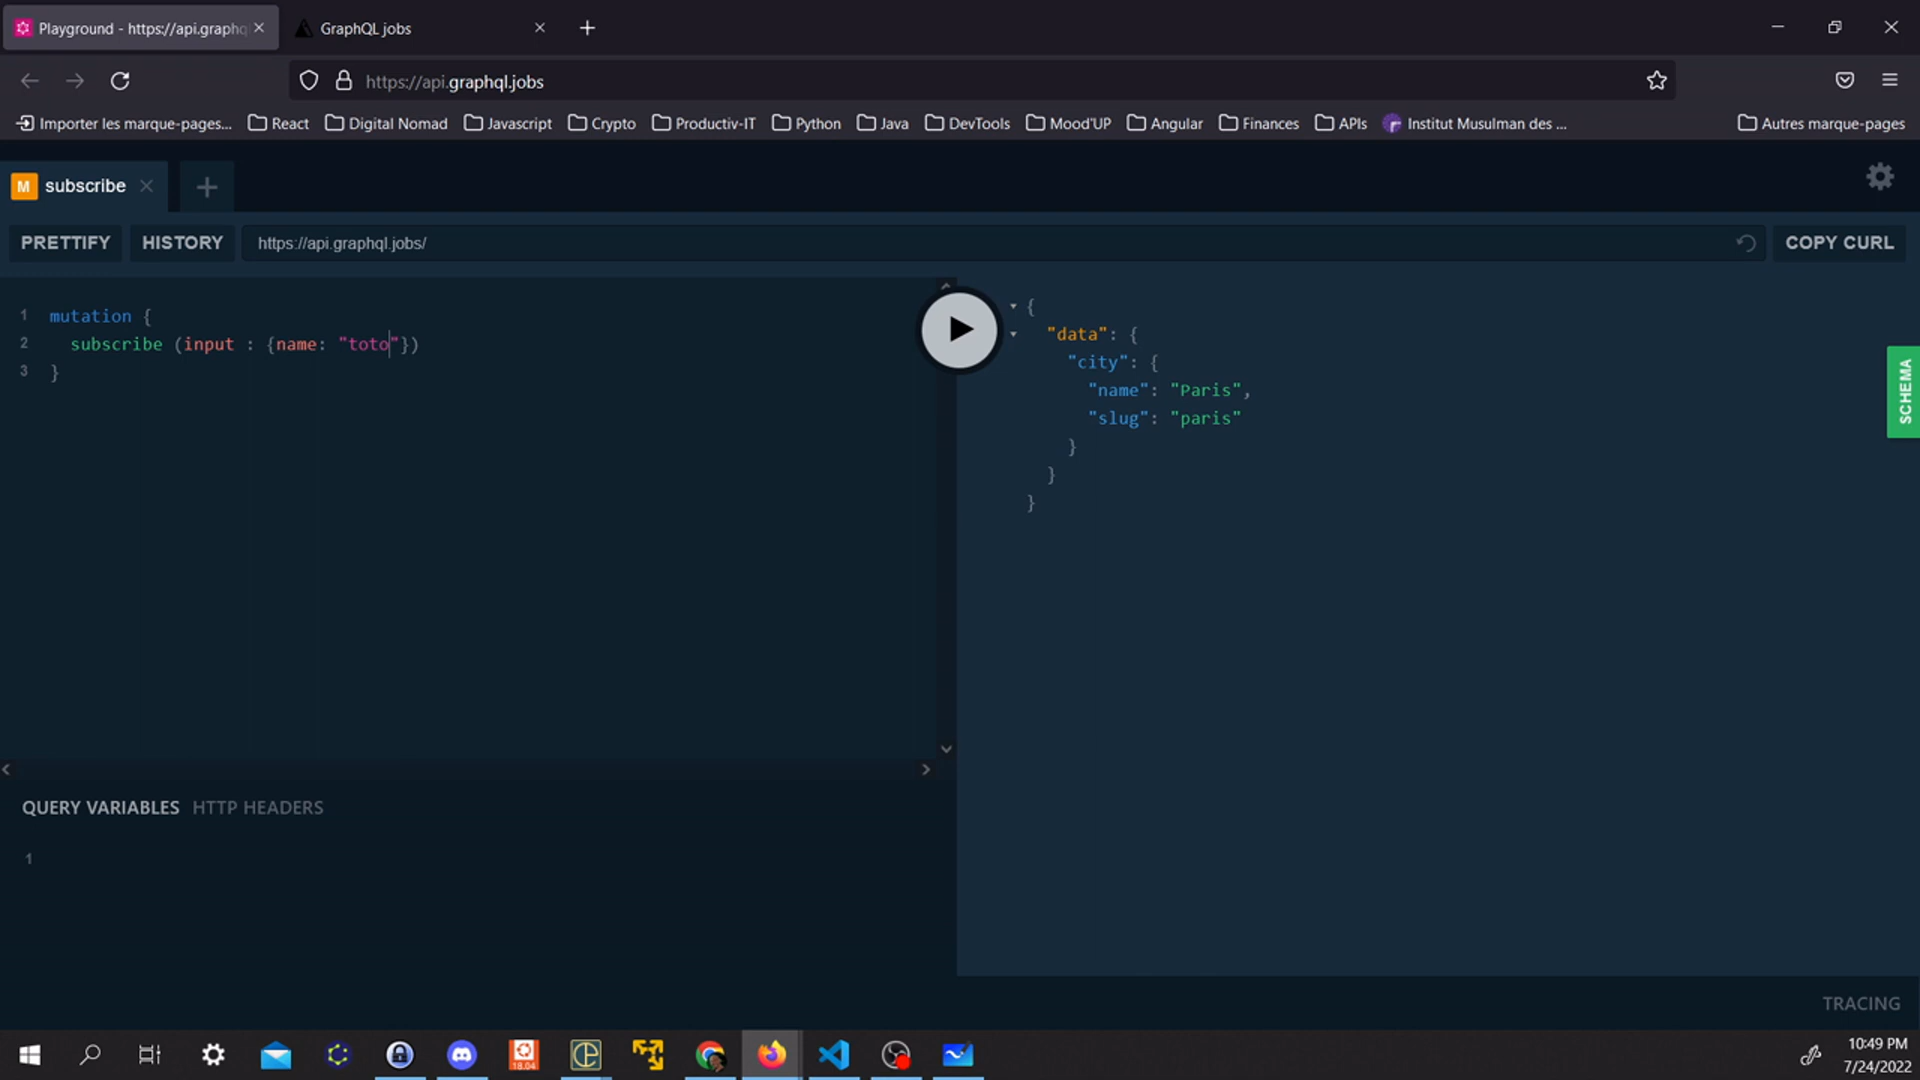 Playground - https://api.graphq
GraphQL jobs
https://api.graphql.jobs
Importer les marque-pages... React Digital Nomad Javascript Crypto Productiv-IT Python Java DevTools Mood'UP Angular Finances APIs Institut Musulman des ... Autres marque-pages
M subscribe
PRETTIFY HISTORY https://api.graphql.jobs/ COPY CURL
1 mutation {
2 subscribe (input : {name: "toto"})
3 }
{
"data": {
"city": {
"name": "Paris",
"slug": "paris"
}
}
}
SCHEMA
QUERY VARIABLES HTTP HEADERS
1
TRACING
18.04
10:49 PM
7/24/2022